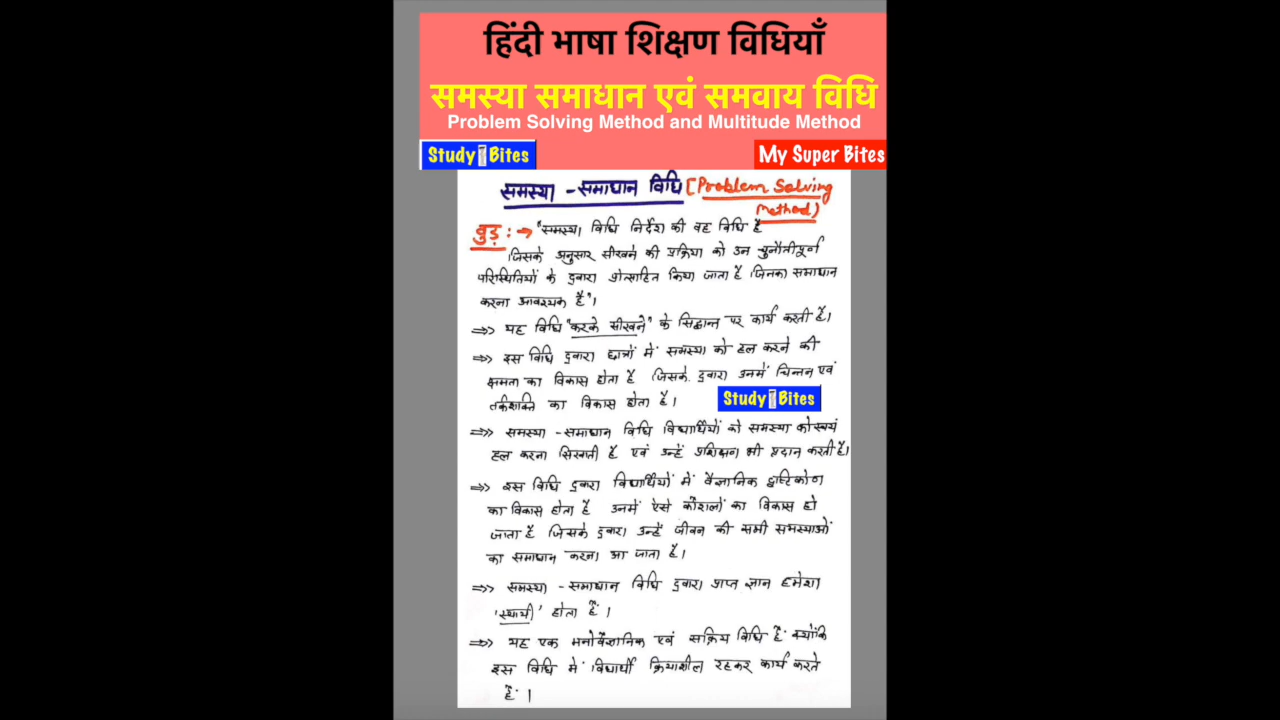 हिंदी भाषा शिक्षण विधियाँ
समस्या समाधान एवं समवाय विधि
Problem Solving Method and Multitude Method
Study Bites
My Super Bites
समस्या -समाधान विधि [Problem Solving
Method)
वुड़ :→ "समस्या विधि निर्देश की वह विधि है
जिसके अनुसार सीखने की प्रक्रिया को उन चुनौतीपूर्ण
परिस्थितियों के द्वारा प्रोत्साहित किया जाता है जिनका समाधान
करना आवश्यक है"।
⇒> यह विधि "करके सीखने" के सिद्धान्त पर कार्य करती है।
⇒> इस विधि द्वारा छात्रों में समस्या को हल करने की
क्षमता का विकास होता है जिसके द्वारा उनमें चिन्तन एवं
तर्कशक्ति का विकास होता है।
Study Bites
⇒> समस्या -समाधान विधि विद्यार्थियों को समस्या को स्वयं
हल करना सिखाती है एवं उन्हें प्रशिक्षण भी प्रदान करती है।
⇒> इस विधि द्वारा विद्यार्थियों में वैज्ञानिक दृष्टिकोण
का विकास होता है उनमें ऐसे कौशलों का विकास हो
जाता है जिसके द्वारा उन्हें जीवन की सभी समस्याओं
का समाधान करना आ जाता है।
⇒> समस्या -समाधान विधि द्वारा प्राप्त ज्ञान हमेशा
'स्थायी' होता हैं।
⇒> यह एक मनोवैज्ञानिक एवं सक्रिय विधि हैं क्योंकि
इस विधि में विद्यार्थी क्रियाशील रहकर कार्य करते
हैं।